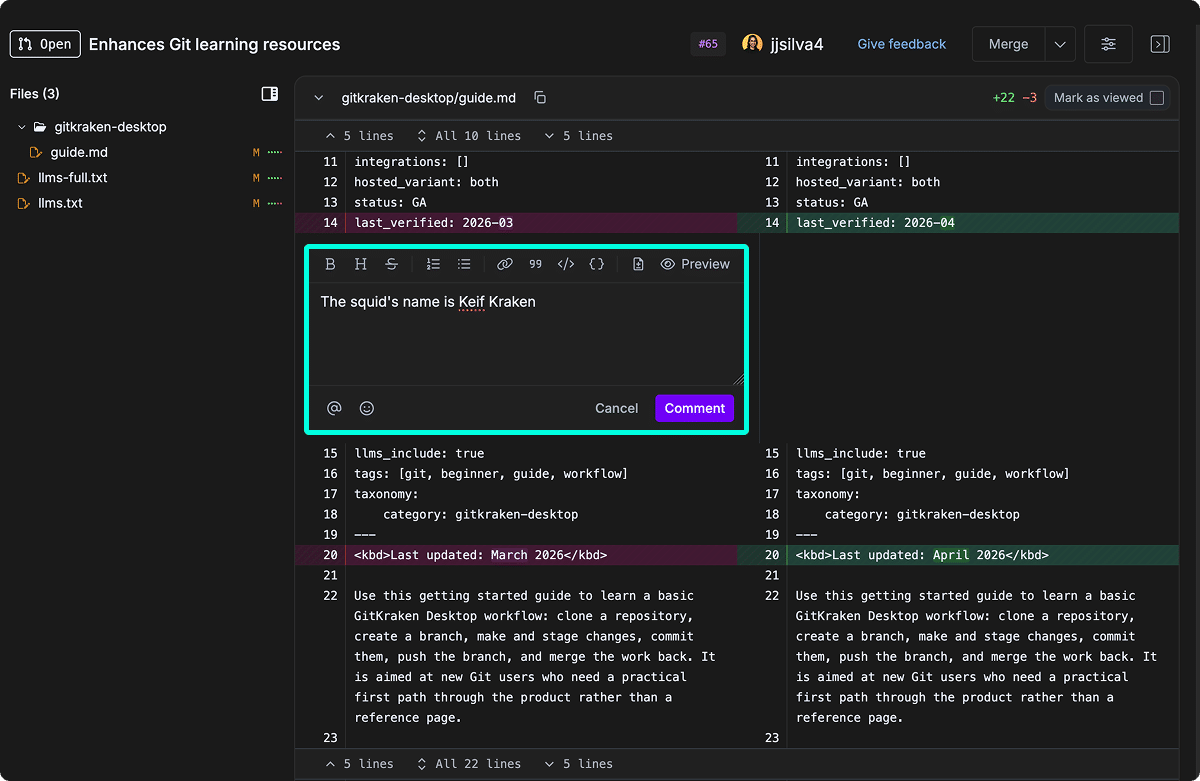 Open Enhances Git learning resources #65 jjsilva4 Give feedback Merge
Files (3)
gitkraken-desktop
guide.md M
llms-full.txt M
llms.txt M
gitkraken-desktop/guide.md +22 −3 Mark as viewed
5 lines All 10 lines 5 lines
11 integrations: [] 11 integrations: []
12 hosted_variant: both 12 hosted_variant: both
13 status: GA 13 status: GA
14 last_verified: 2026-03 14 last_verified: 2026-04
B H S 99 </> {} Preview
The squid's name is Keif Kraken
@ Cancel Comment
15 llms_include: true 15 llms_include: true
16 tags: [git, beginner, guide, workflow] 16 tags: [git, beginner, guide, workflow]
17 taxonomy: 17 taxonomy:
18 category: gitkraken-desktop 18 category: gitkraken-desktop
19 --- 19 ---
20 <kbd>Last updated: March 2026</kbd> 20 <kbd>Last updated: April 2026</kbd>
21 21
22 Use this getting started guide to learn a basic 22 Use this getting started guide to learn a basic
GitKraken Desktop workflow: clone a repository, GitKraken Desktop workflow: clone a repository,
create a branch, make and stage changes, commit create a branch, make and stage changes, commit
them, push the branch, and merge the work back. It them, push the branch, and merge the work back. It
is aimed at new Git users who need a practical is aimed at new Git users who need a practical
first path through the product rather than a first path through the product rather than a
reference page. reference page.
23 23
5 lines All 22 lines 5 lines